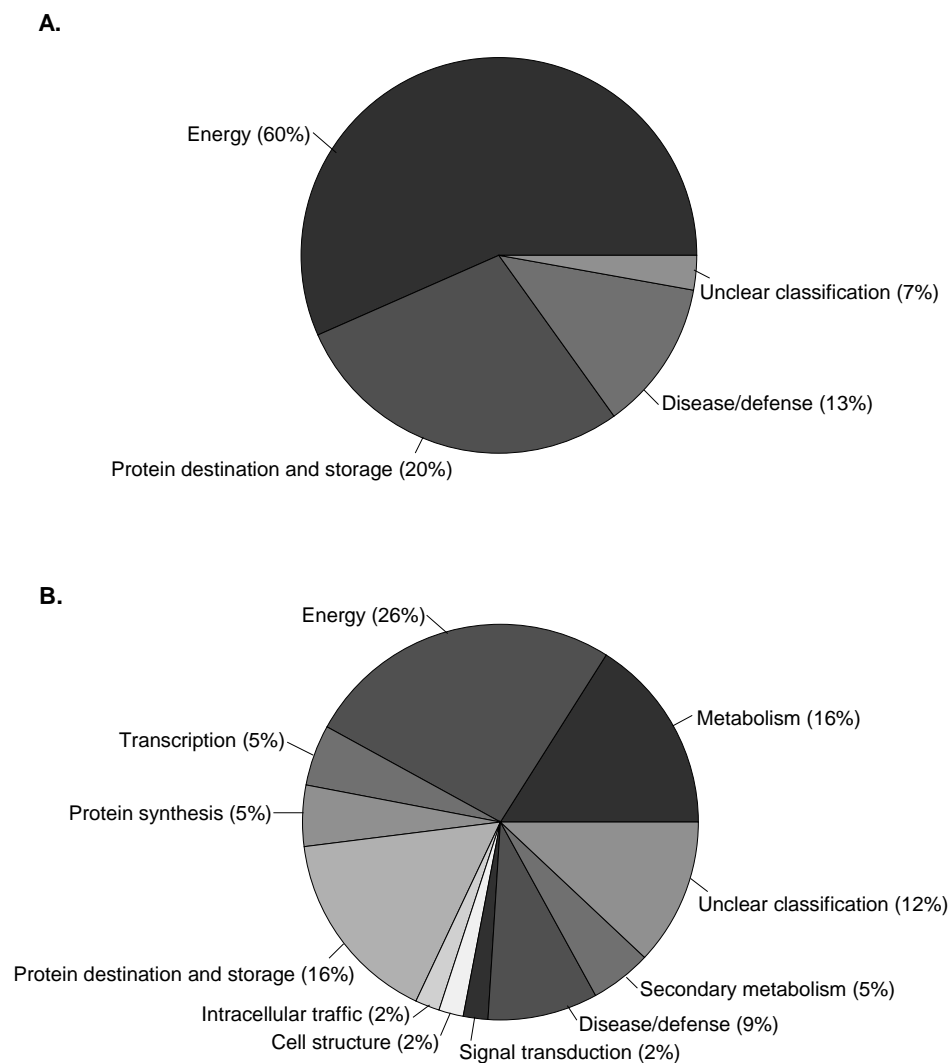 A.
Energy (60%)
Unclear classification (7%)
Disease/defense (13%)
Protein destination and storage (20%)
B.
Energy (26%)
Metabolism (16%)
Transcription (5%)
Protein synthesis (5%)
Unclear classification (12%)
Protein destination and storage (16%)
Secondary metabolism (5%)
Intracellular traffic (2%)
Disease/defense (9%)
Cell structure (2%)
Signal transduction (2%)